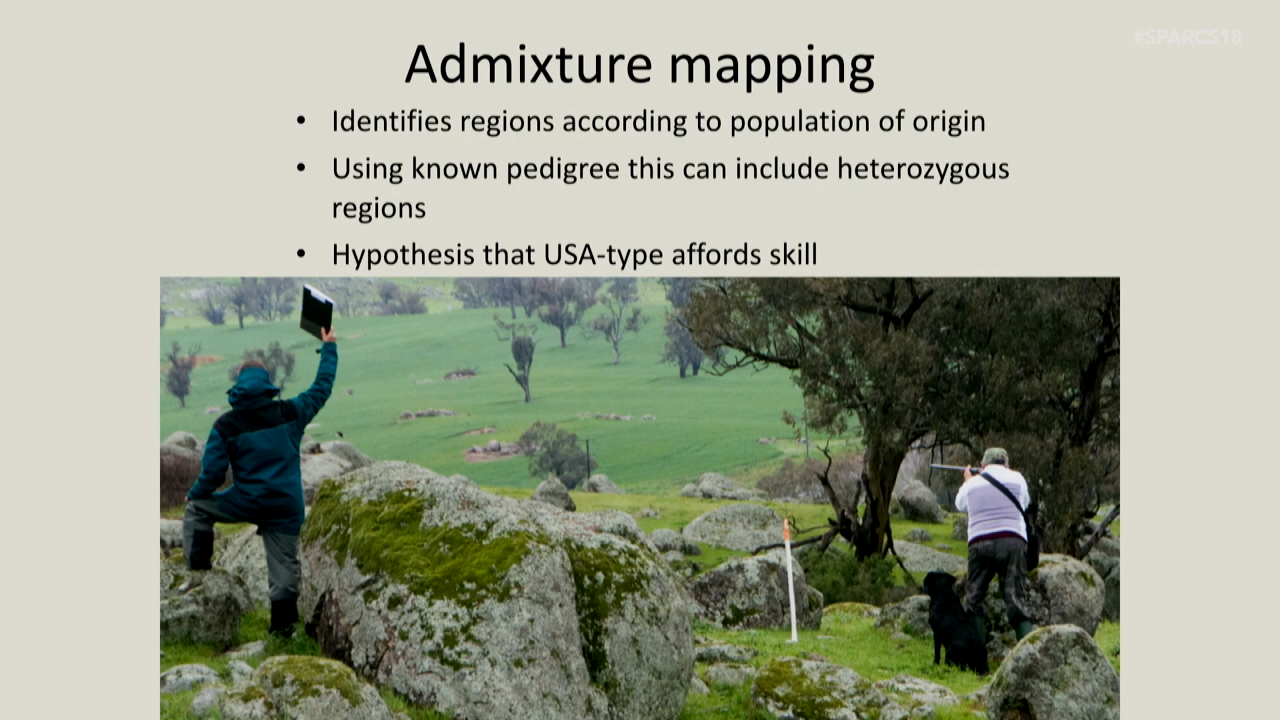 #SPARCS18
Admixture mapping
• Identifies regions according to population of origin
• Using known pedigree this can include heterozygous
regions
• Hypothesis that USA-type affords skill